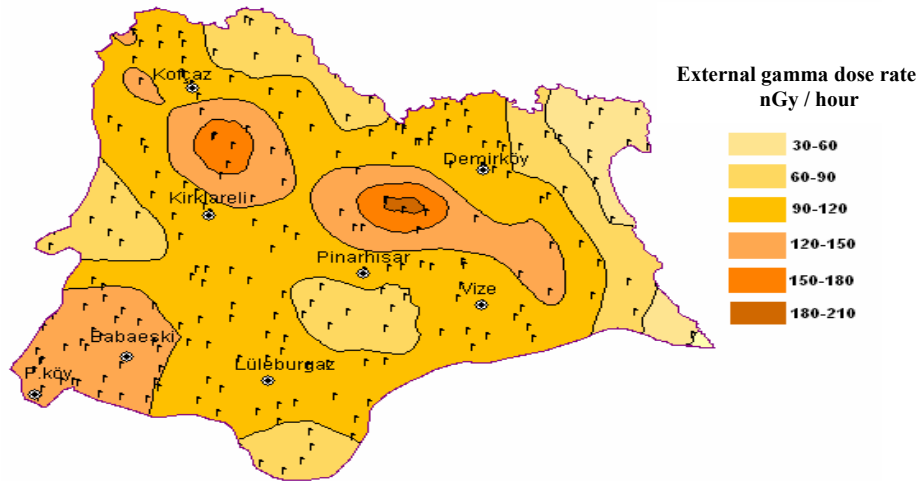 External gamma dose rate
nGy / hour
30-60
60-90
90-120
120-150
150-180
180-210
Kofçaz
Demirköy
Kirklareli
Pinarhisar
Vize
Babaeski
Lüleburgaz
P.köy